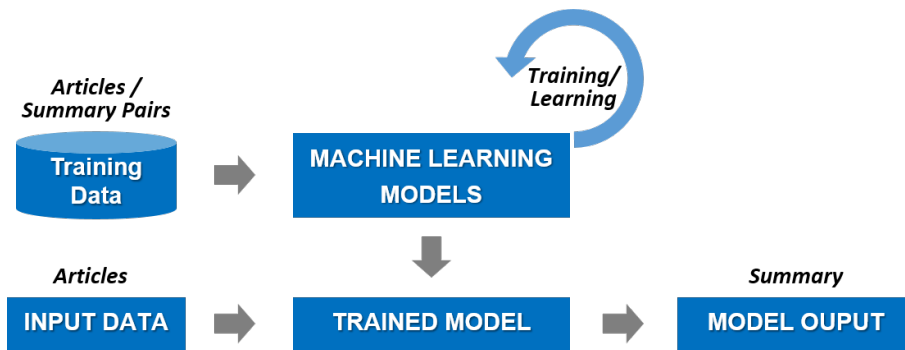 Training/
Learning
Articles /
Summary Pairs
Training
Data
MACHINE LEARNING
MODELS
Articles
Summary
INPUT DATA
TRAINED MODEL
MODEL OUPUT